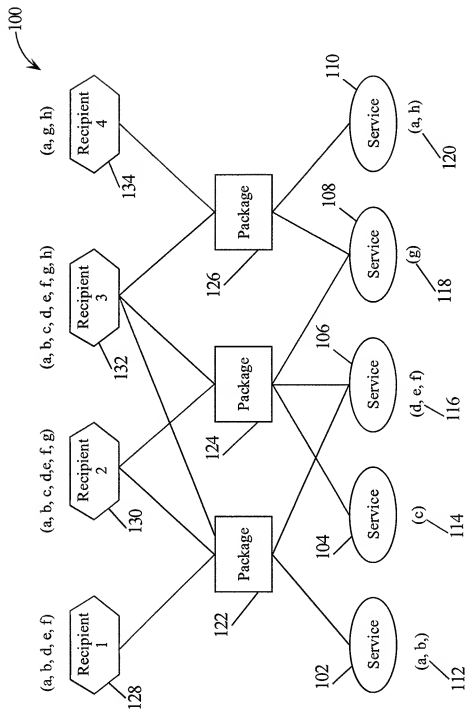 100
(a, b, d, e, f)
(a, b, c, d,e, f, g)
(a, b, c, d, e, f, g, h)
(a, g, h)
Recipient
1
Recipient
2
Recipient
3
Recipient
4
128
130
132
134
Package
Package
Package
122
124
126
102
104
106
108
110
Service
Service
Service
Service
Service
(a, b,)
(c)
(d, e, f)
(g)
(a, h)
112
114
116
118
120